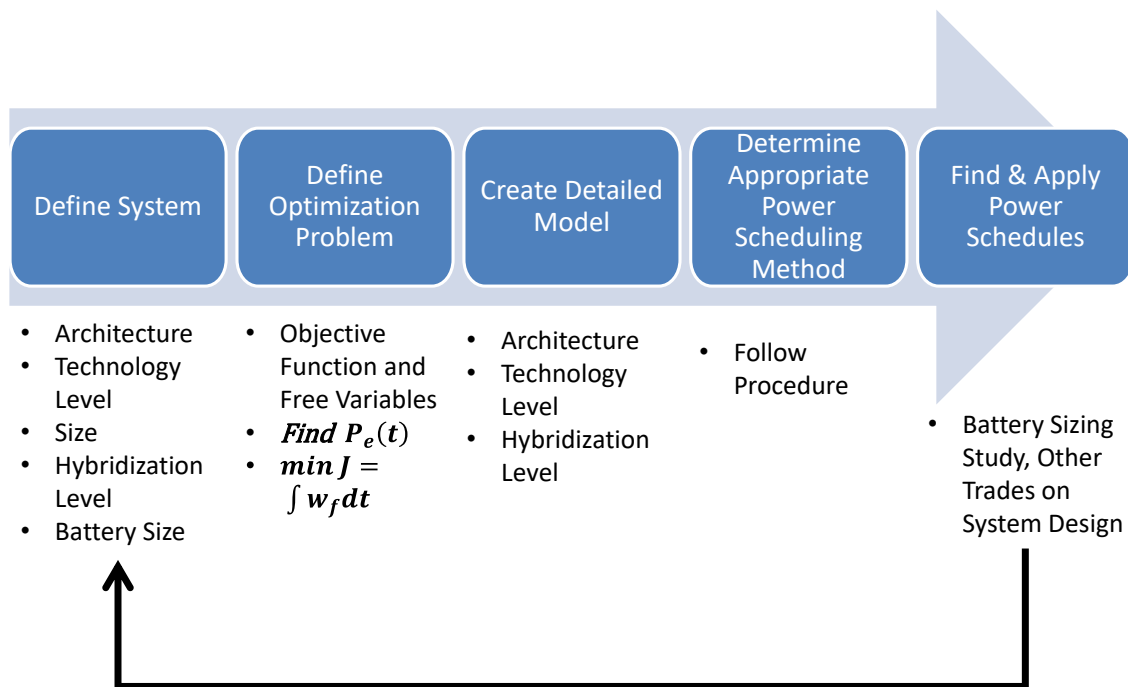 Define System
Define
Optimization
Problem
Create Detailed
Model
Determine
Appropriate
Power
Scheduling
Method
Find & Apply
Power
Schedules
• Architecture
• Technology
Level
• Size
• Hybridization
Level
• Battery Size
• Objective
Function and
Free Variables
• Find P_e(t)
• min J =
∫ w_f dt
• Architecture
• Technology
Level
• Hybridization
Level
• Follow
Procedure
• Battery Sizing
Study, Other
Trades on
System Design